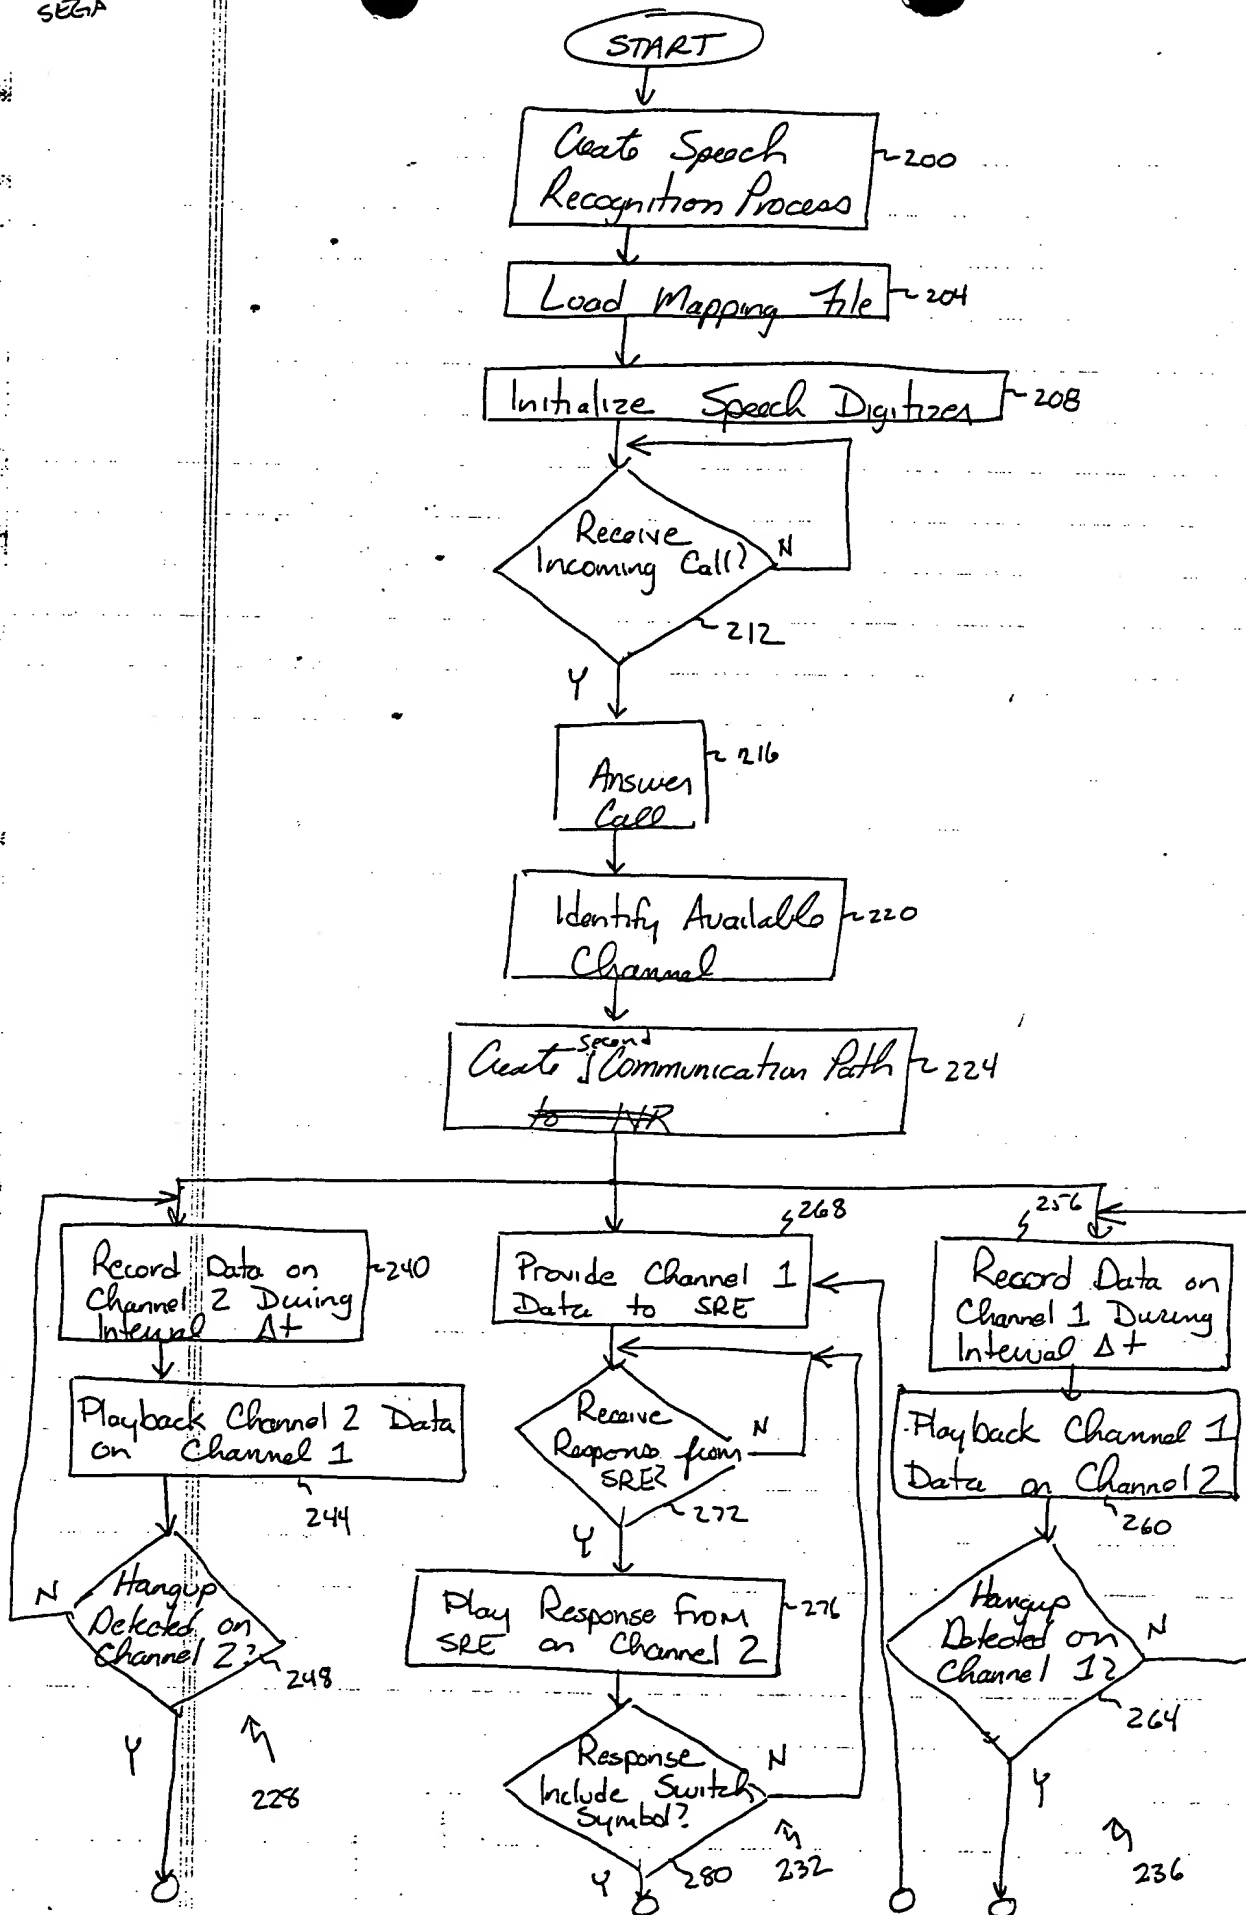 SEGA
START
Create Speech
Recognition Process
200
Load Mapping File
204
Initialize Speech Digitizer
208
Receive
Incoming Call?
N
212
Y
216
Answer
Call
Identify Available
Channel
220
second
Create Communication Path
224
to IVR
268
256
Record Data on
Channel 2 During
Interval Δt
240
Provide Channel 1
Data to SRE
Record Data on
Channel 1 During
Interval Δt
Playback Channel 2 Data
on Channel 1
244
Receive
Response from
SRE?
N
272
Y
Playback Channel 1
Data on Channel 2
260
Hangup
Detected on
Channel 2?
N
248
Y
228
Play Response From
SRE on Channel 2
276
Hangup
Detected on
Channel 1?
N
264
Y
236
Response
Include Switch
Symbol?
N
232
280
Y